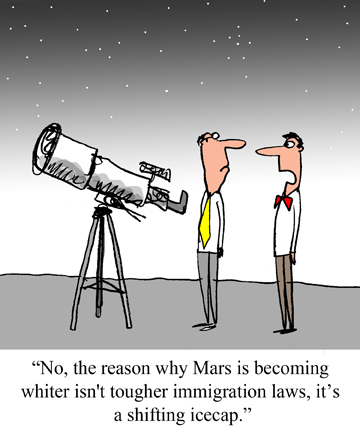 “No, the reason why Mars is becoming
whiter isn't tougher immigration laws, it’s
a shifting icecap.”